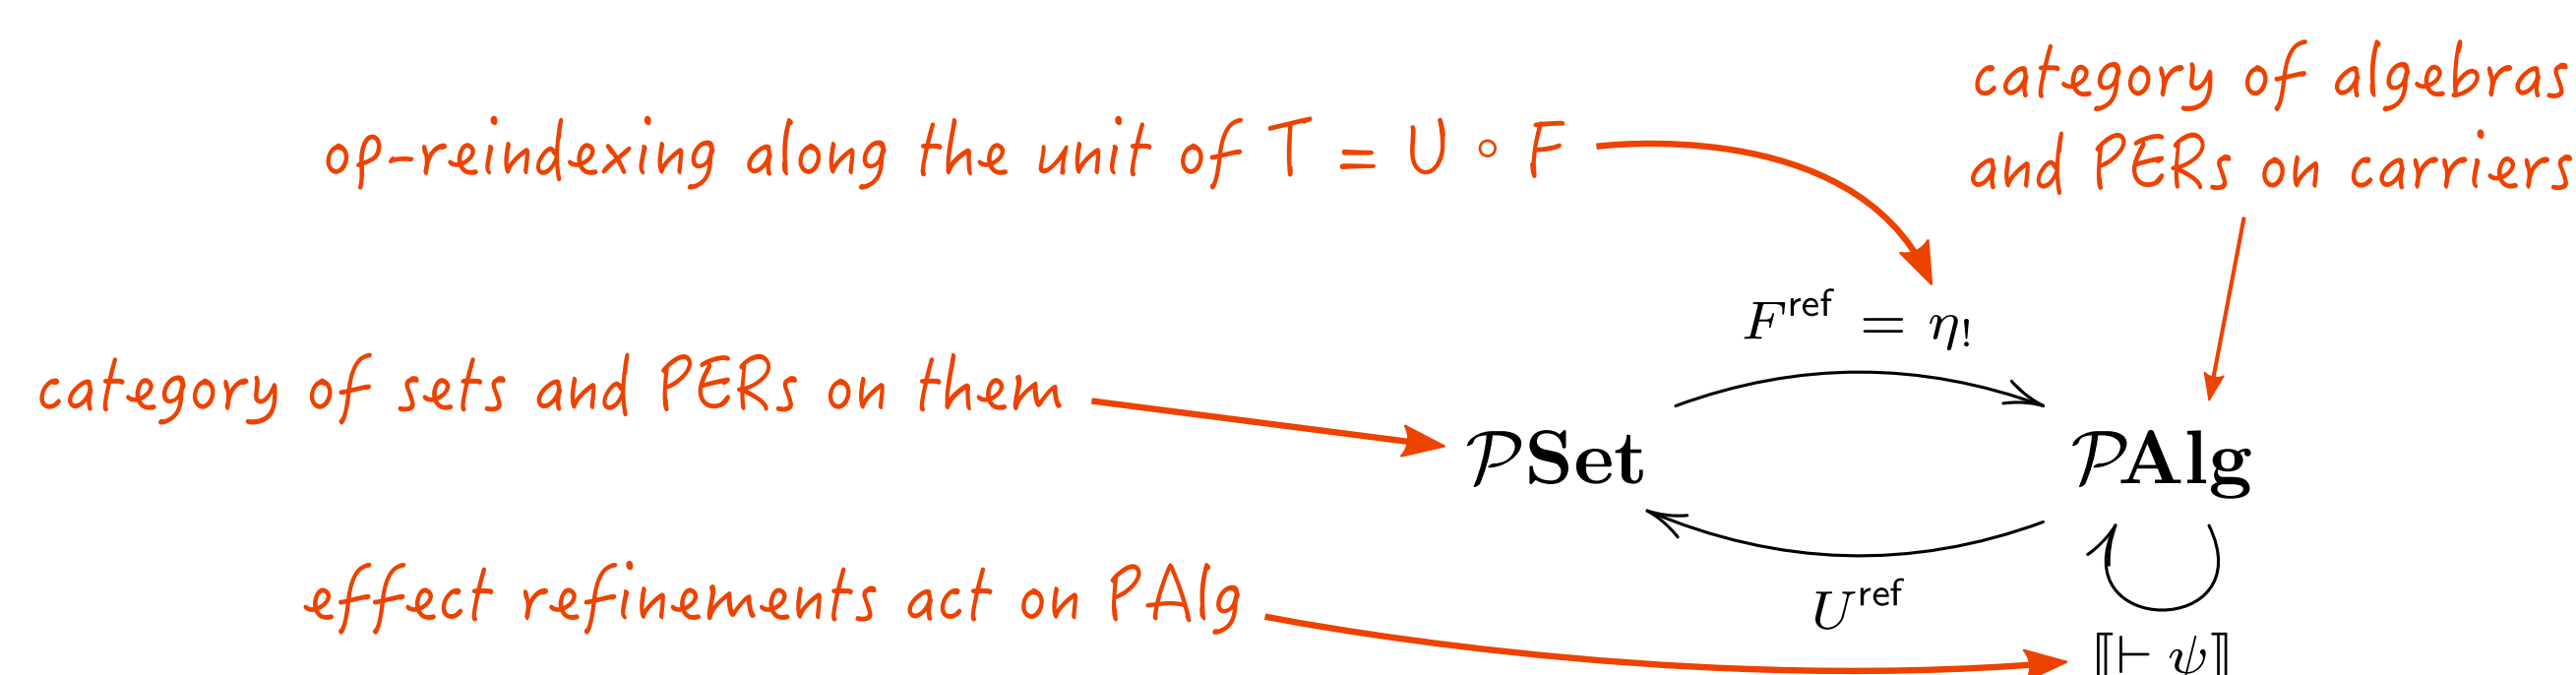 category of algebras
and PERs on carriers
op-reindexing along the unit of T = U ∘ F
F^ref = η_!
category of sets and PERs on them
𝒫Set
𝒫Alg
effect refinements act on PAlg
U^ref
⟦⊢ ψ⟧